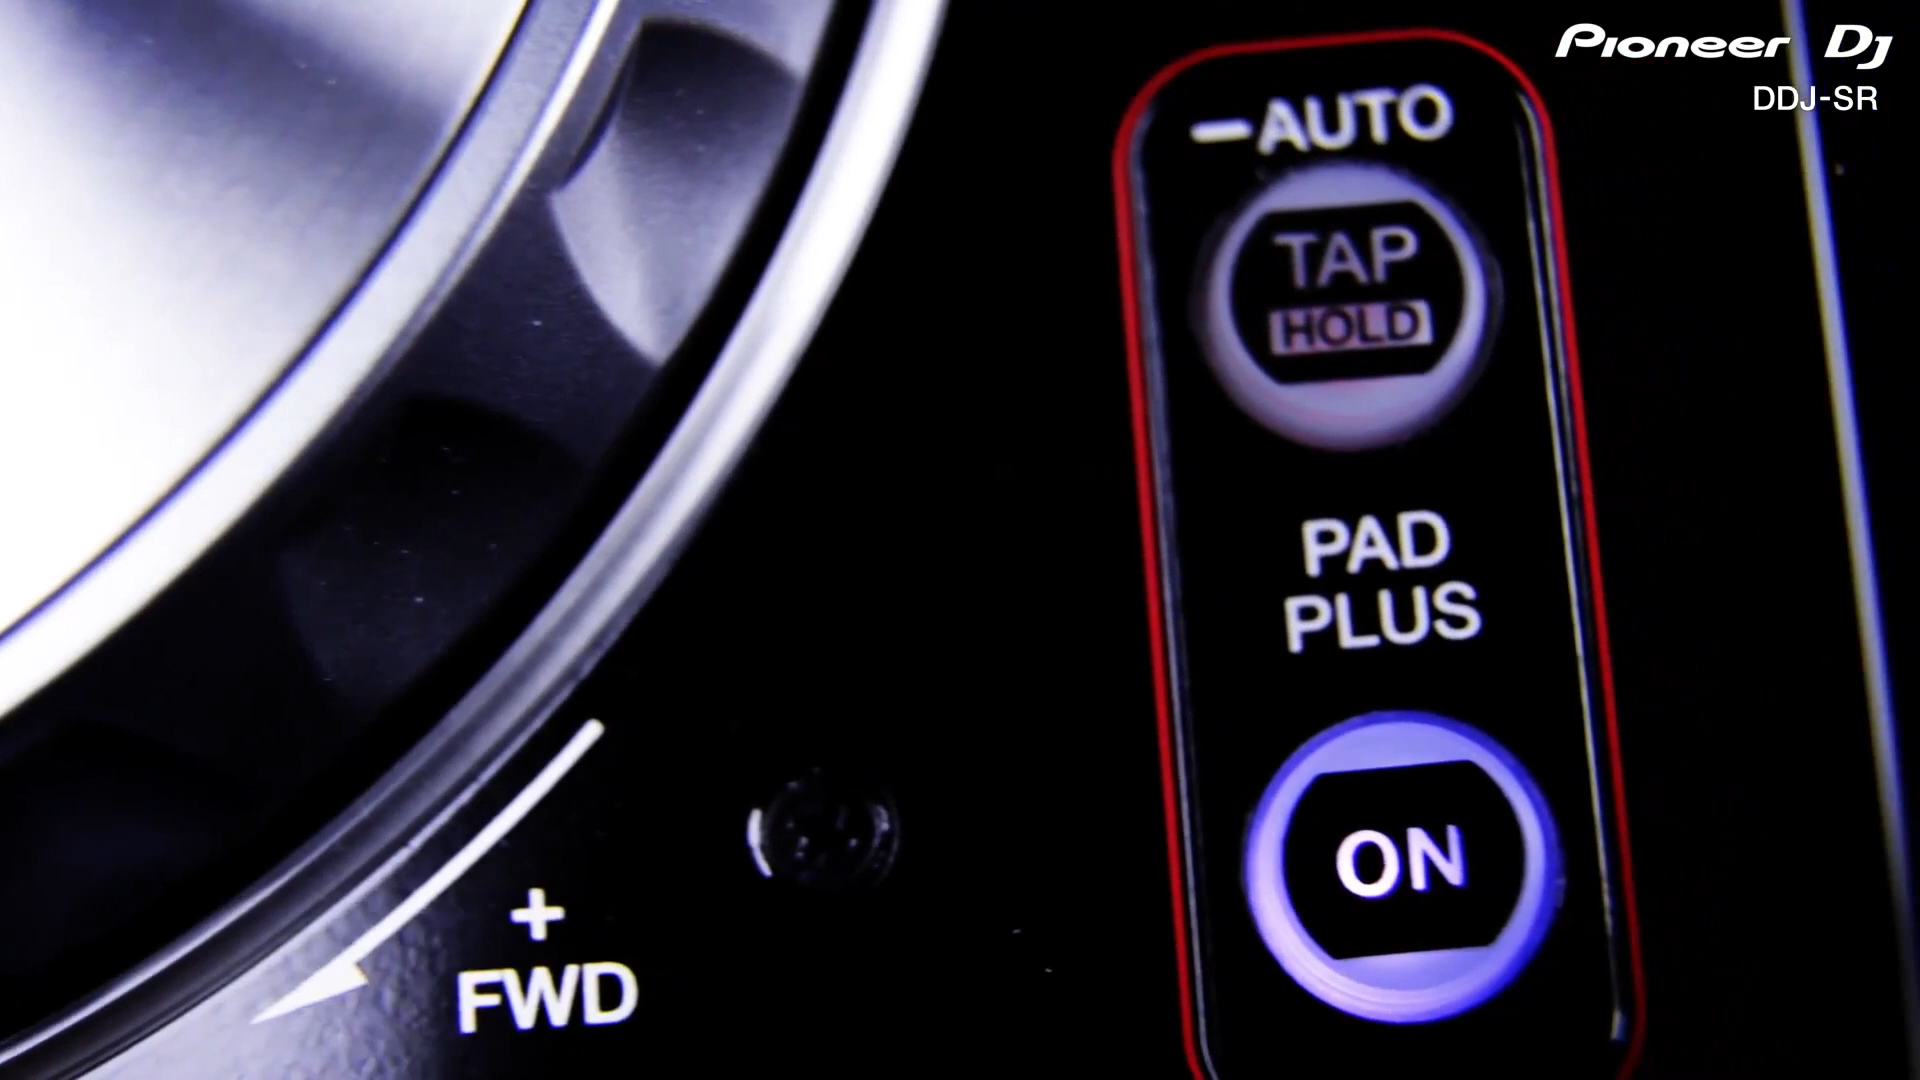 Pioneer DJ
DDJ-SR
–AUTO
TAP
HOLD
PAD
PLUS
ON
+
FWD